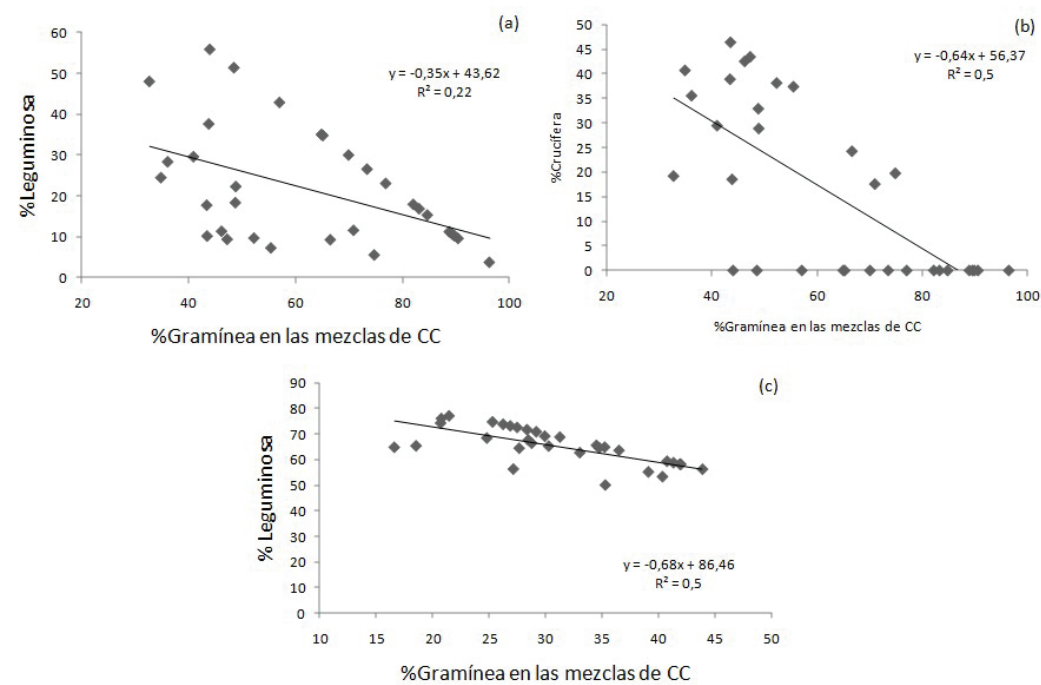 (a)
60
50
40
30
20
10
0
%Leguminosa
y = -0,35x + 43,62
R² = 0,22
20 40 60 80 100
%Gramínea en las mezclas de CC
(b)
50
45
40
35
30
25
20
15
10
5
0
%Crucífera
y = -0,64x + 56,37
R² = 0,5
20 40 60 80 100
%Gramínea en las mezclas de CC
(c)
90
80
70
60
50
40
30
20
10
0
% Leguminosa
y = -0,68x + 86,46
R² = 0,5
10 15 20 25 30 35 40 45 50
%Gramínea en las mezclas de CC